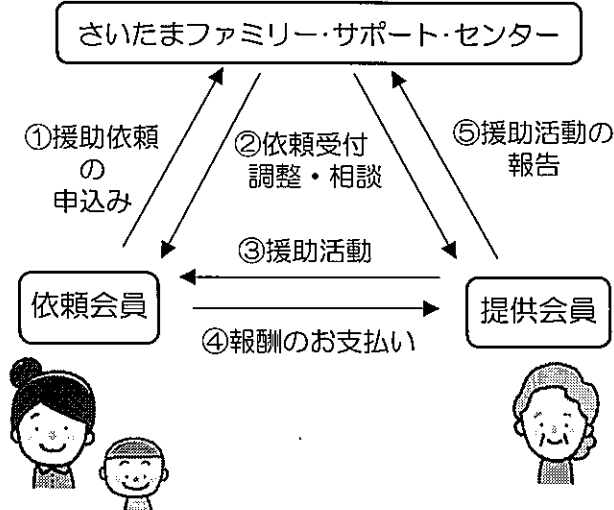 さいたまファミリー・サポート・センター
①援助依頼
の
申込み
②依頼受付
調整・相談
⑤援助活動の
報告
③援助活動
依頼会員
提供会員
④報酬のお支払い